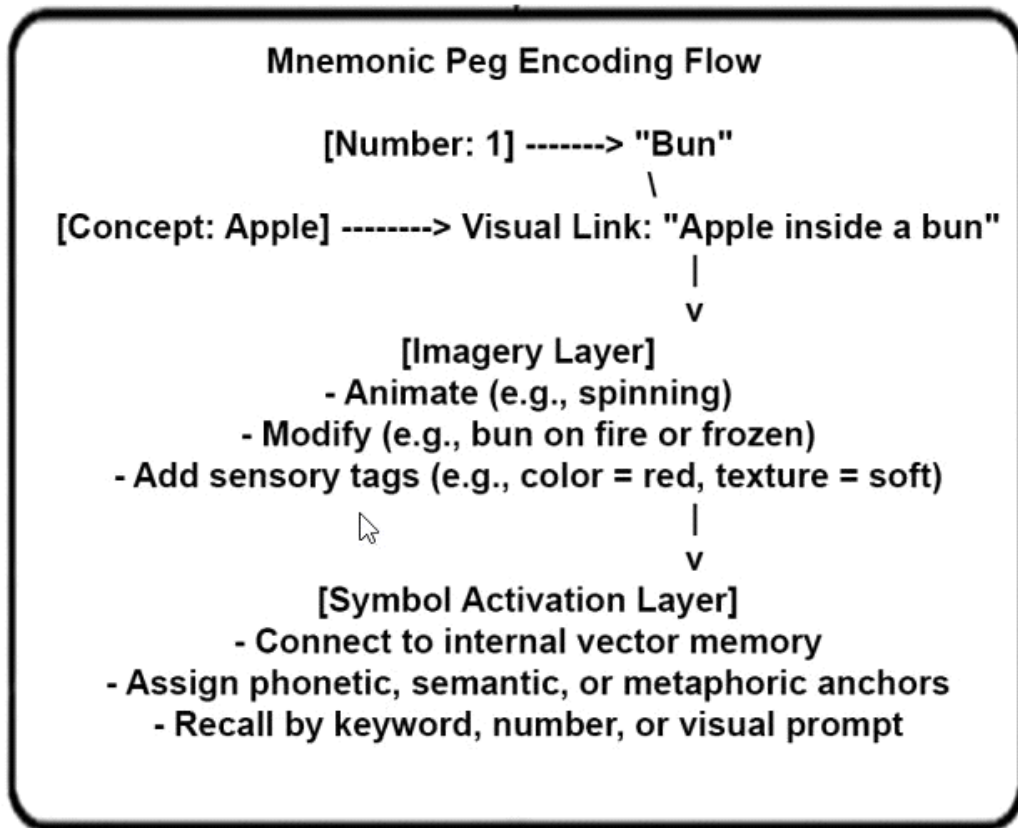 Mnemonic Peg Encoding Flow
[Number: 1] -------> "Bun"
\
[Concept: Apple] --------> Visual Link: "Apple inside a bun"
|
v
[Imagery Layer]
- Animate (e.g., spinning)
- Modify (e.g., bun on fire or frozen)
- Add sensory tags (e.g., color = red, texture = soft)
|
v
[Symbol Activation Layer]
- Connect to internal vector memory
- Assign phonetic, semantic, or metaphoric anchors
- Recall by keyword, number, or visual prompt